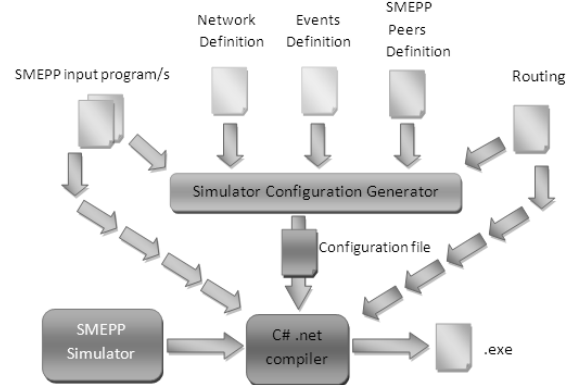 Network
Definition
Events
Definition
SMEPP
Peers
Definition
SMEPP input program/s
Routing
Simulator Configuration Generator
Configuration file
SMEPP
Simulator
C# .net
compiler
.exe